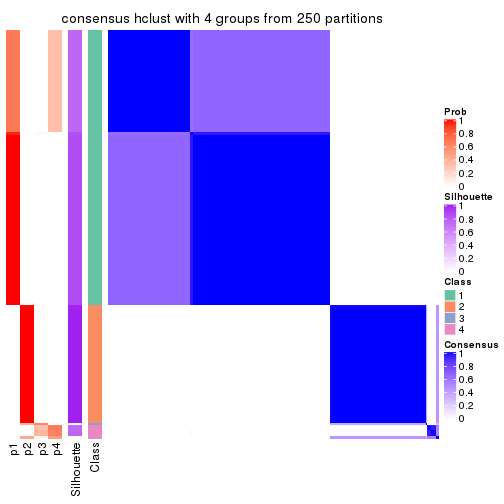 consensus hclust with 4 groups from 250 partitions
Prob
1
0.8
0.6
0.4
0.2
0
Silhouette
1
0.8
0.6
0.4
0.2
0
Class
1
2
3
4
Consensus
1
0.8
0.6
0.4
0.2
0
p1
p2
p3
p4
Silhouette
Class